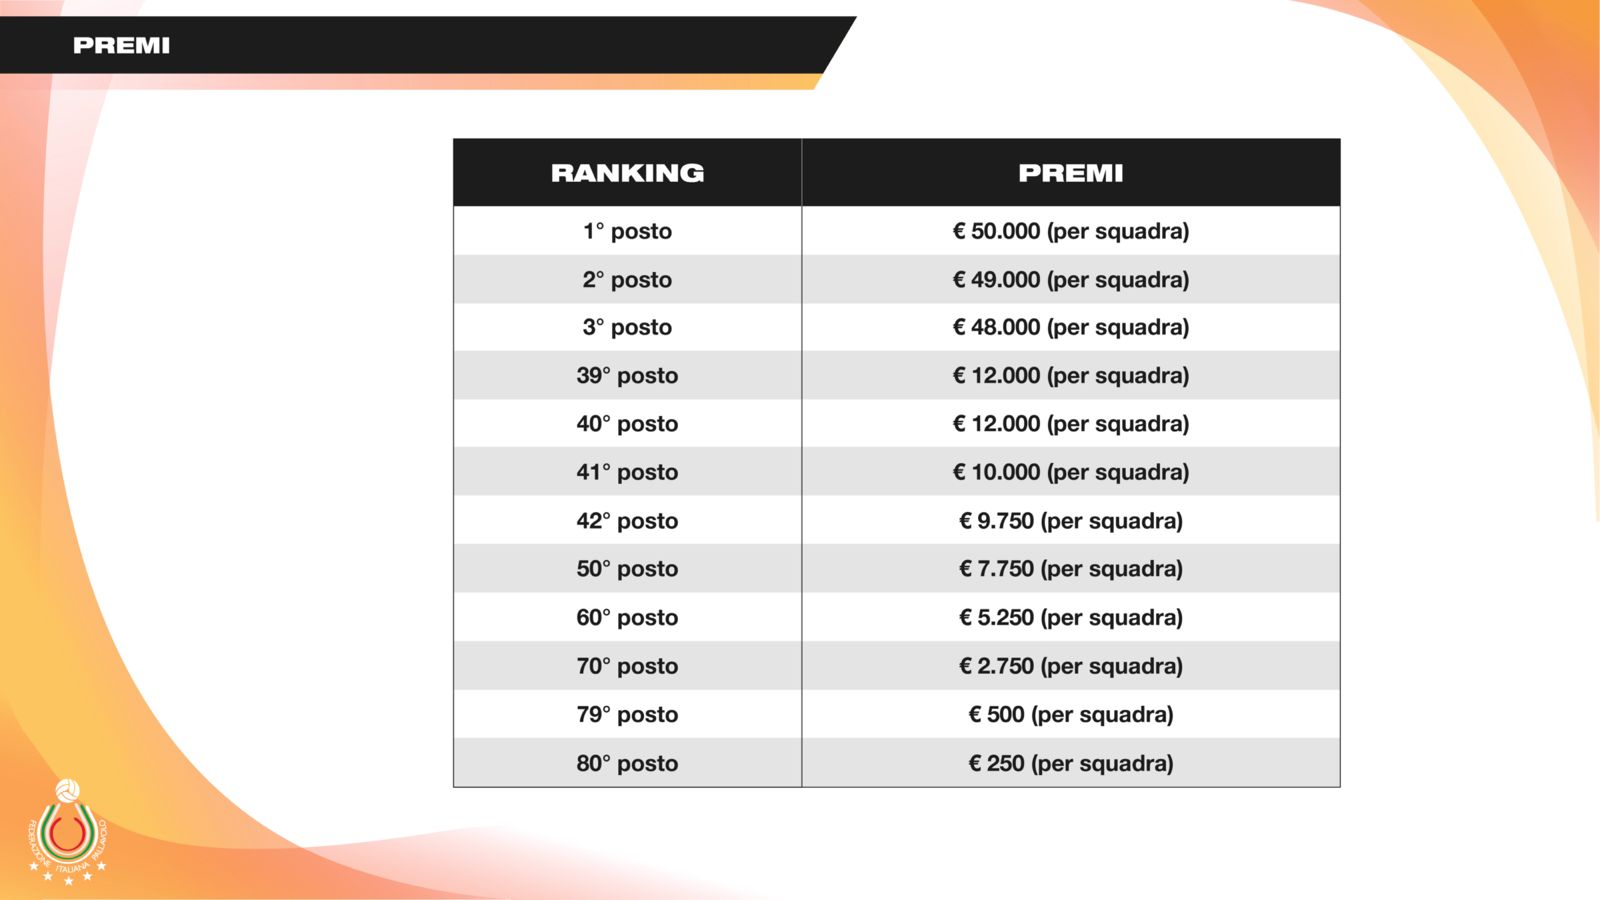 PREMI
RANKING PREMI
1° posto € 50.000 (per squadra)
2° posto € 49.000 (per squadra)
3° posto € 48.000 (per squadra)
39° posto € 12.000 (per squadra)
40° posto € 12.000 (per squadra)
41° posto € 10.000 (per squadra)
42° posto € 9.750 (per squadra)
50° posto € 7.750 (per squadra)
60° posto € 5.250 (per squadra)
70° posto € 2.750 (per squadra)
79° posto € 500 (per squadra)
80° posto € 250 (per squadra)
FEDERAZIONE ITALIANA PALLAVOLO